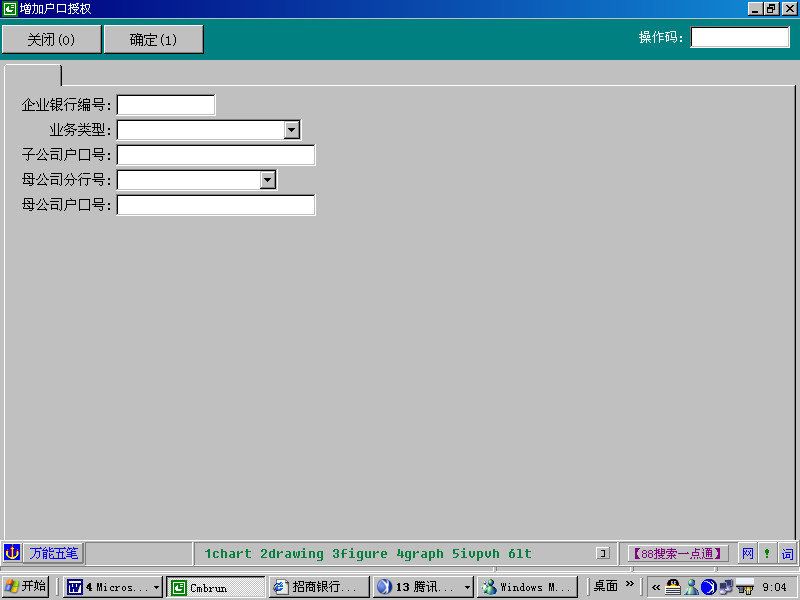 增加户口授权
关闭(0) 确定(1) 操作码:
企业银行编号:
业务类型:
子公司户口号:
母公司分行号:
母公司户口号:
万能五笔 1chart 2drawing 3figure 4graph 5ivpvh 6lt 【88搜索一点通】 网 ! 词
开始 4 Micros... Cmbrun 招商银行... 13 腾讯... Windows M... 桌面 » « 9:04